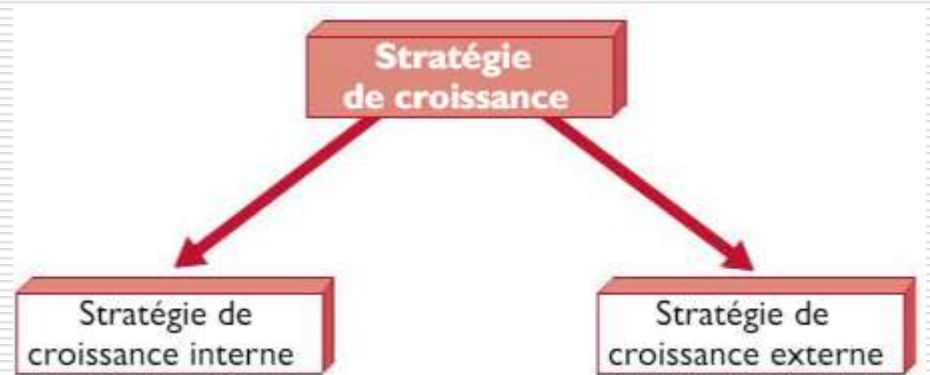 Stratégie
de croissance
Stratégie de
croissance interne
Stratégie de
croissance externe